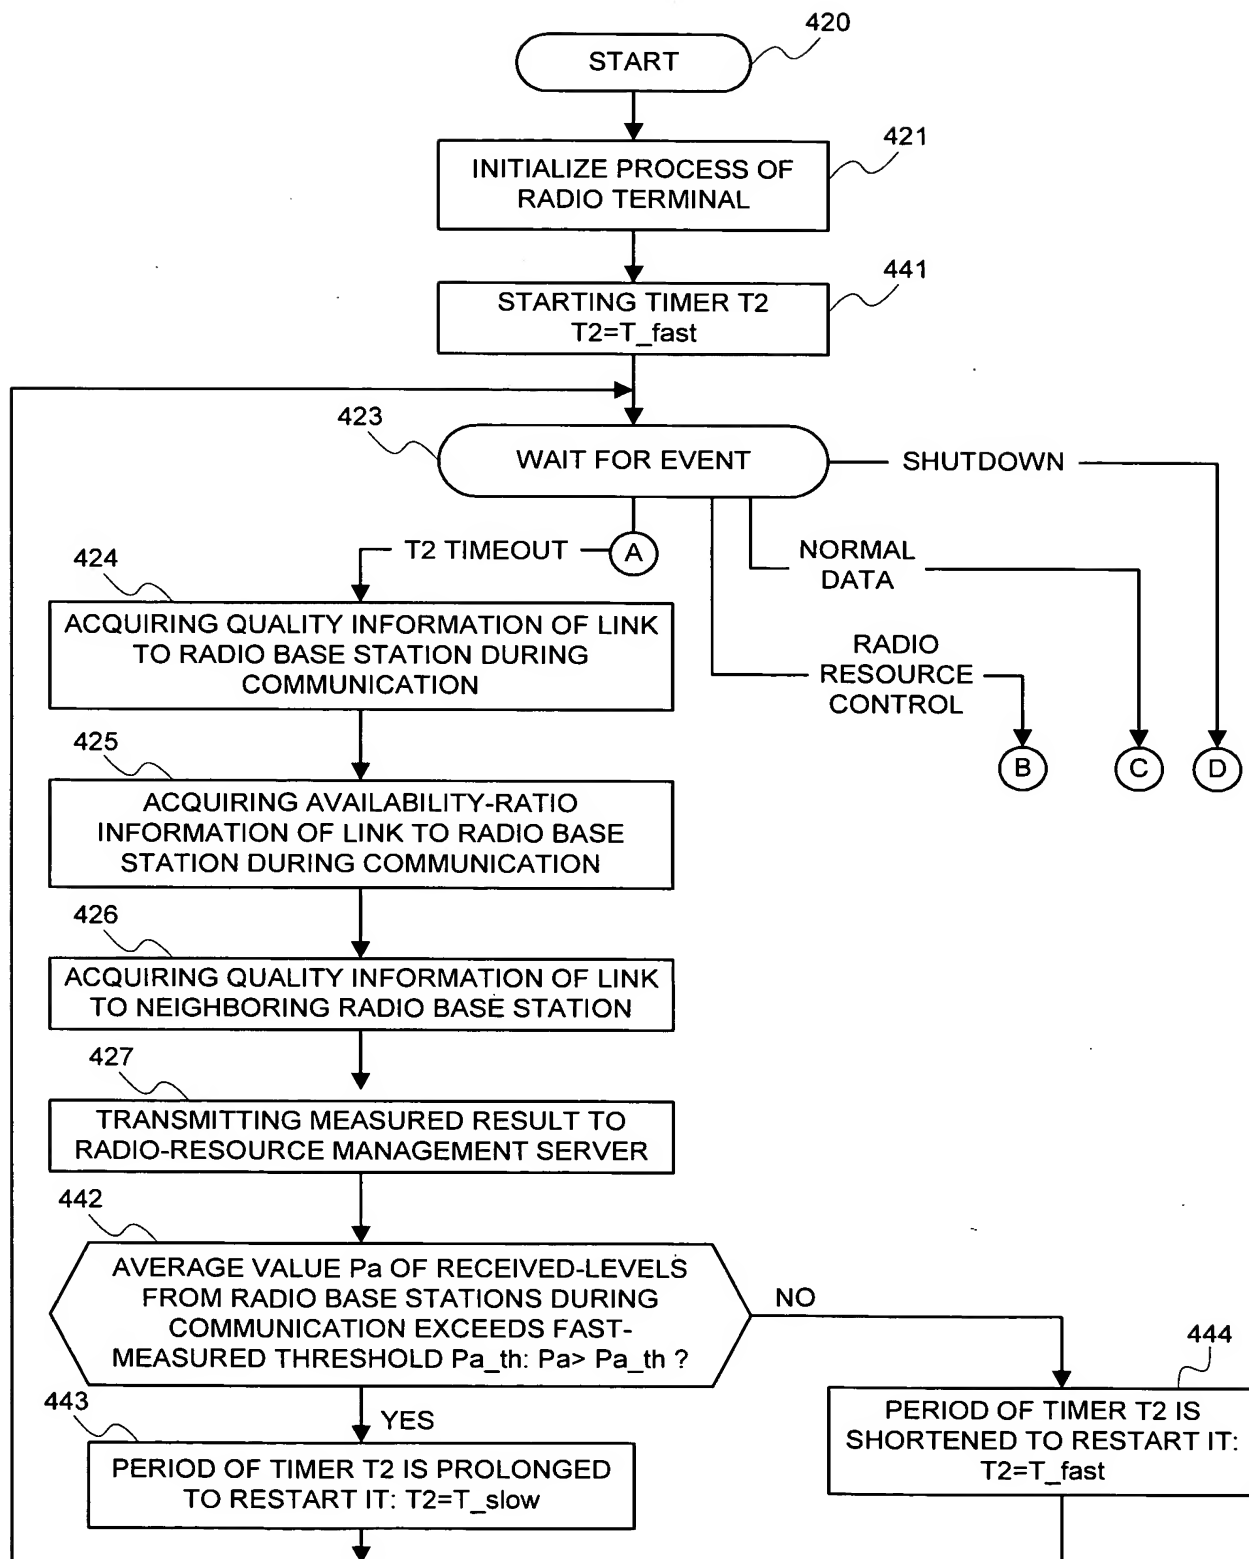 420
START
421
INITIALIZE PROCESS OF
RADIO TERMINAL
441
STARTING TIMER T2
T2=T_fast
423
WAIT FOR EVENT
SHUTDOWN
A
T2 TIMEOUT
NORMAL
DATA
RADIO
RESOURCE
CONTROL
B
C
D
424
ACQUIRING QUALITY INFORMATION OF LINK
TO RADIO BASE STATION DURING
COMMUNICATION
425
ACQUIRING AVAILABILITY-RATIO
INFORMATION OF LINK TO RADIO BASE
STATION DURING COMMUNICATION
426
ACQUIRING QUALITY INFORMATION OF LINK
TO NEIGHBORING RADIO BASE STATION
427
TRANSMITTING MEASURED RESULT TO
RADIO-RESOURCE MANAGEMENT SERVER
442
AVERAGE VALUE Pa OF RECEIVED-LEVELS
FROM RADIO BASE STATIONS DURING
COMMUNICATION EXCEEDS FAST-
MEASURED THRESHOLD Pa_th: Pa> Pa_th ?
NO
YES
443
PERIOD OF TIMER T2 IS PROLONGED
TO RESTART IT: T2=T_slow
444
PERIOD OF TIMER T2 IS
SHORTENED TO RESTART IT:
T2=T_fast